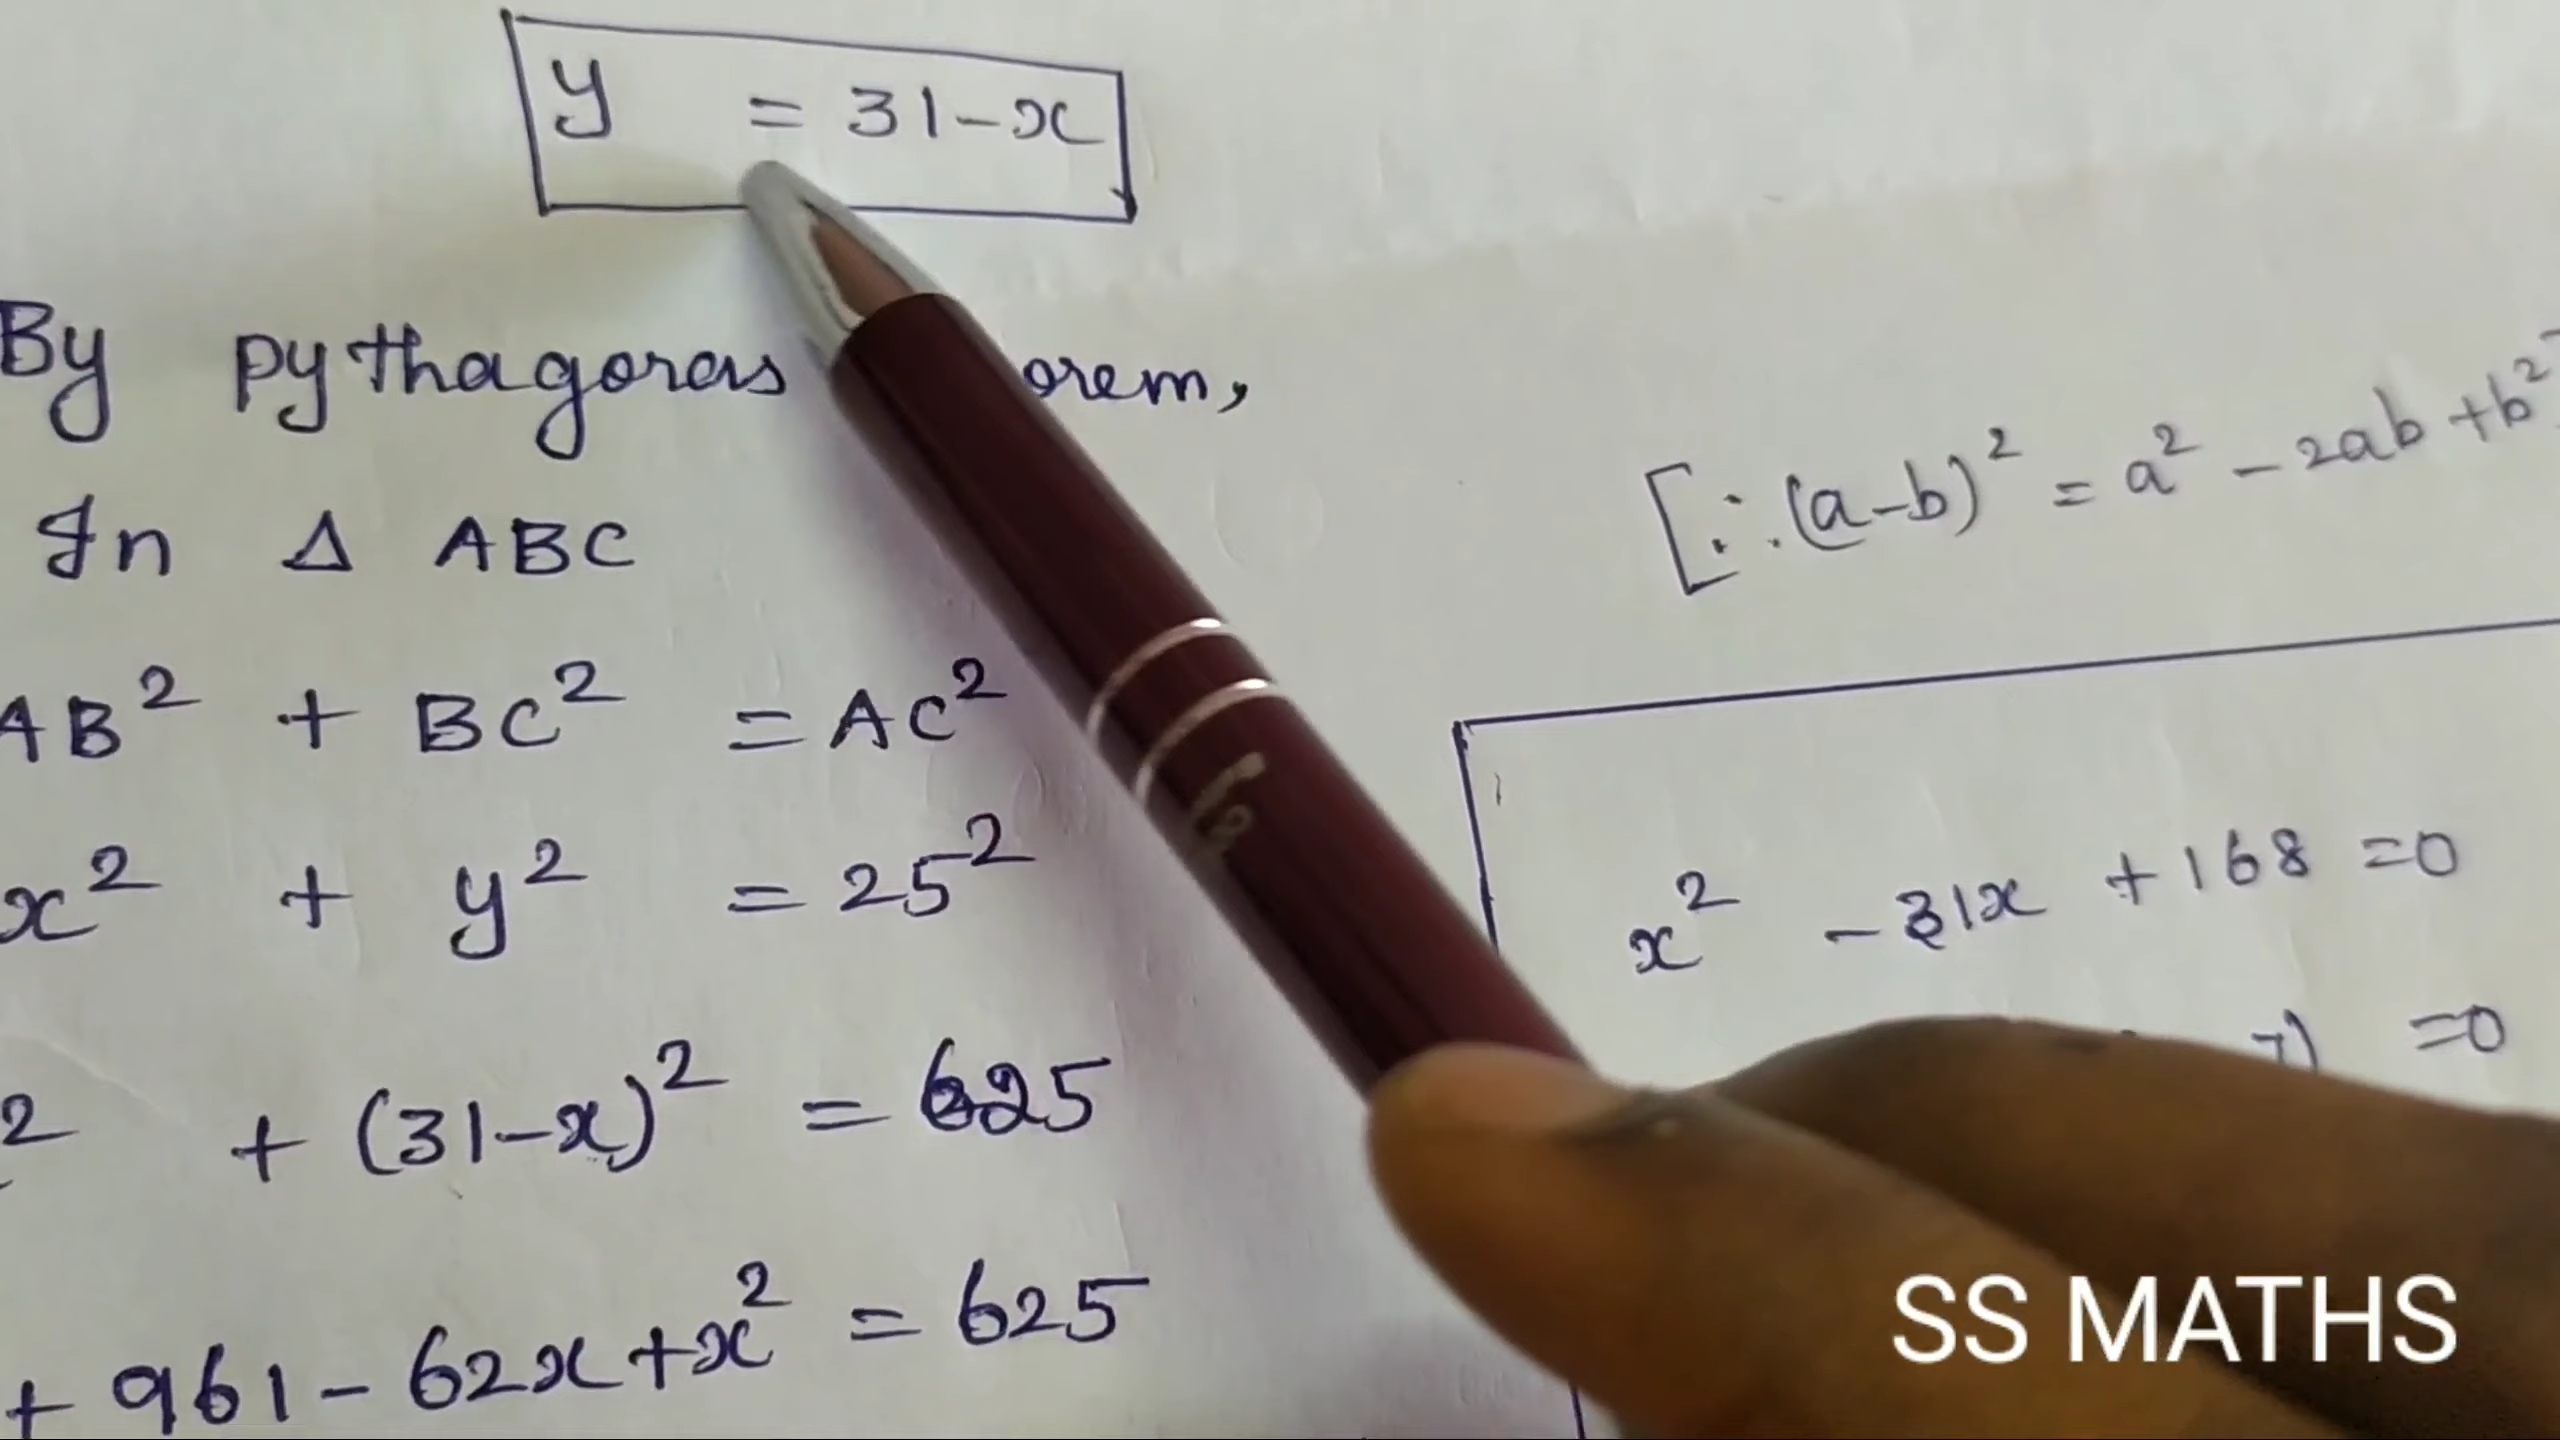 y = 31-x
By pythagoras orem,
In Δ ABC
AB² + BC² = AC²
x² + y² = 25²
² + (31-x)² = 625
+ 961 - 62x + x² = 625
[∵ (a-b)² = a² - 2ab + b²]
x² - 31x + 168 = 0
7) = 0
SS MATHS